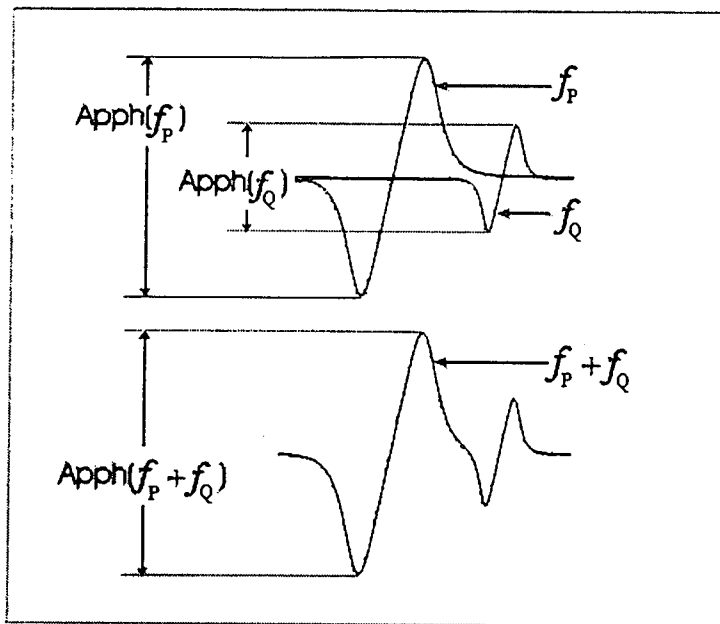 f_P
Apph(f_P)
Apph(f_Q)
f_Q
f_P + f_Q
Apph(f_P + f_Q)